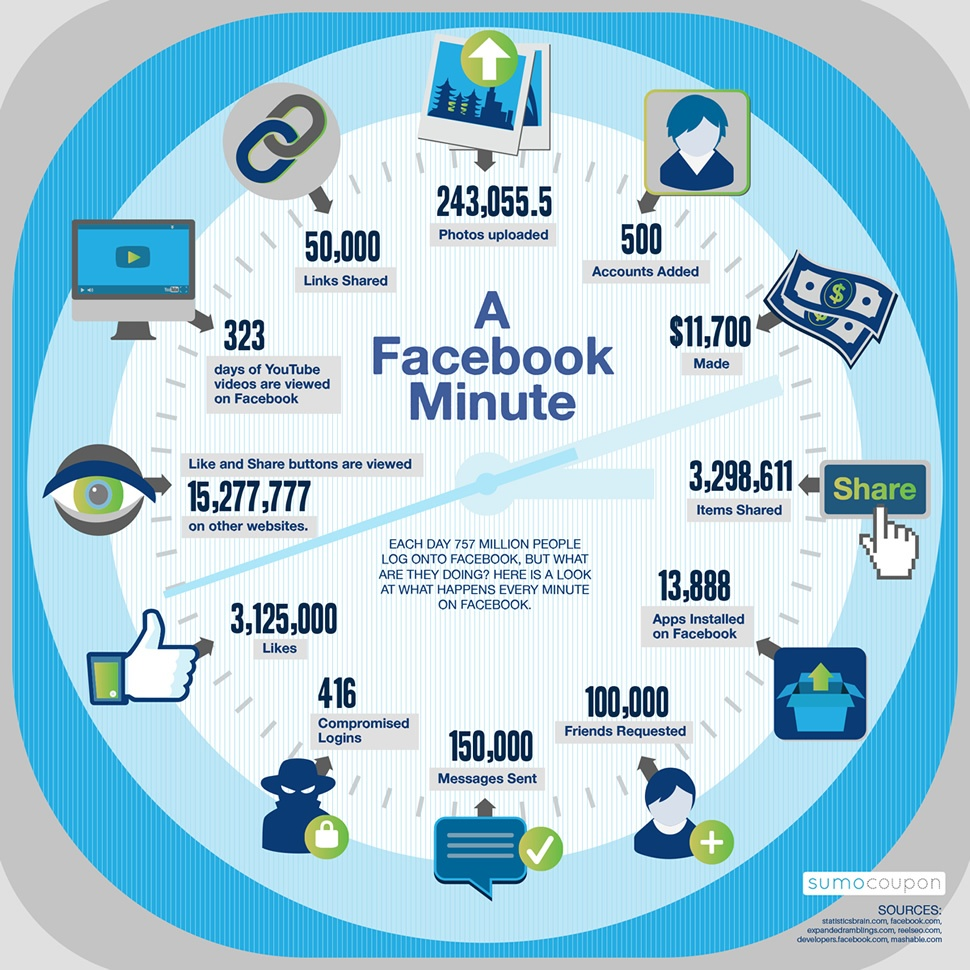 243,055.5
Photos uploaded
500
Accounts Added
$11,700
Made
3,298,611
Items Shared
Share
13,888
Apps Installed
on Facebook
100,000
Friends Requested
150,000
Messages Sent
416
Compromised
Logins
3,125,000
Likes
Like and Share buttons are viewed
15,277,777
on other websites.
323
days of YouTube
videos are viewed
on Facebook
50,000
Links Shared
A
Facebook
Minute
EACH DAY 757 MILLION PEOPLE
LOG ONTO FACEBOOK, BUT WHAT
ARE THEY DOING? HERE IS A LOOK
AT WHAT HAPPENS EVERY MINUTE
ON FACEBOOK.
sumocoupon
SOURCES:
statisticsbrain.com, facebook.com,
expandedramblings.com, reelseo.com,
developers.facebook.com, mashable.com